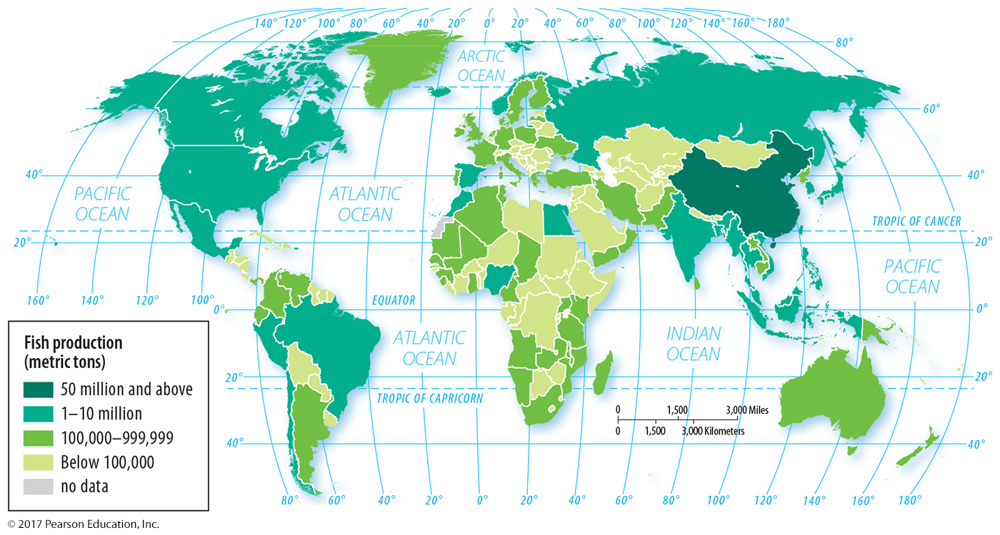 140° 120° 100° 80° 60° 40° 20° 0° 20° 40° 60° 80° 100° 120° 140° 160° 180°
80°
ARCTIC
OCEAN
60°
40°
40°
PACIFIC
OCEAN
ATLANTIC
OCEAN
TROPIC OF CANCER
20°
20°
PACIFIC
OCEAN
160° 140° 120° 100°
EQUATOR
0°
0°
ATLANTIC
OCEAN
INDIAN
OCEAN
20°
20°
TROPIC OF CAPRICORN
0 1,500 3,000 Miles
0 1,500 3,000 Kilometers
40°
40°
80° 60° 40° 20° 0° 20° 40° 60° 80° 100° 120° 140° 160° 180°
Fish production
(metric tons)
50 million and above
1–10 million
100,000–999,999
Below 100,000
no data
© 2017 Pearson Education, Inc.